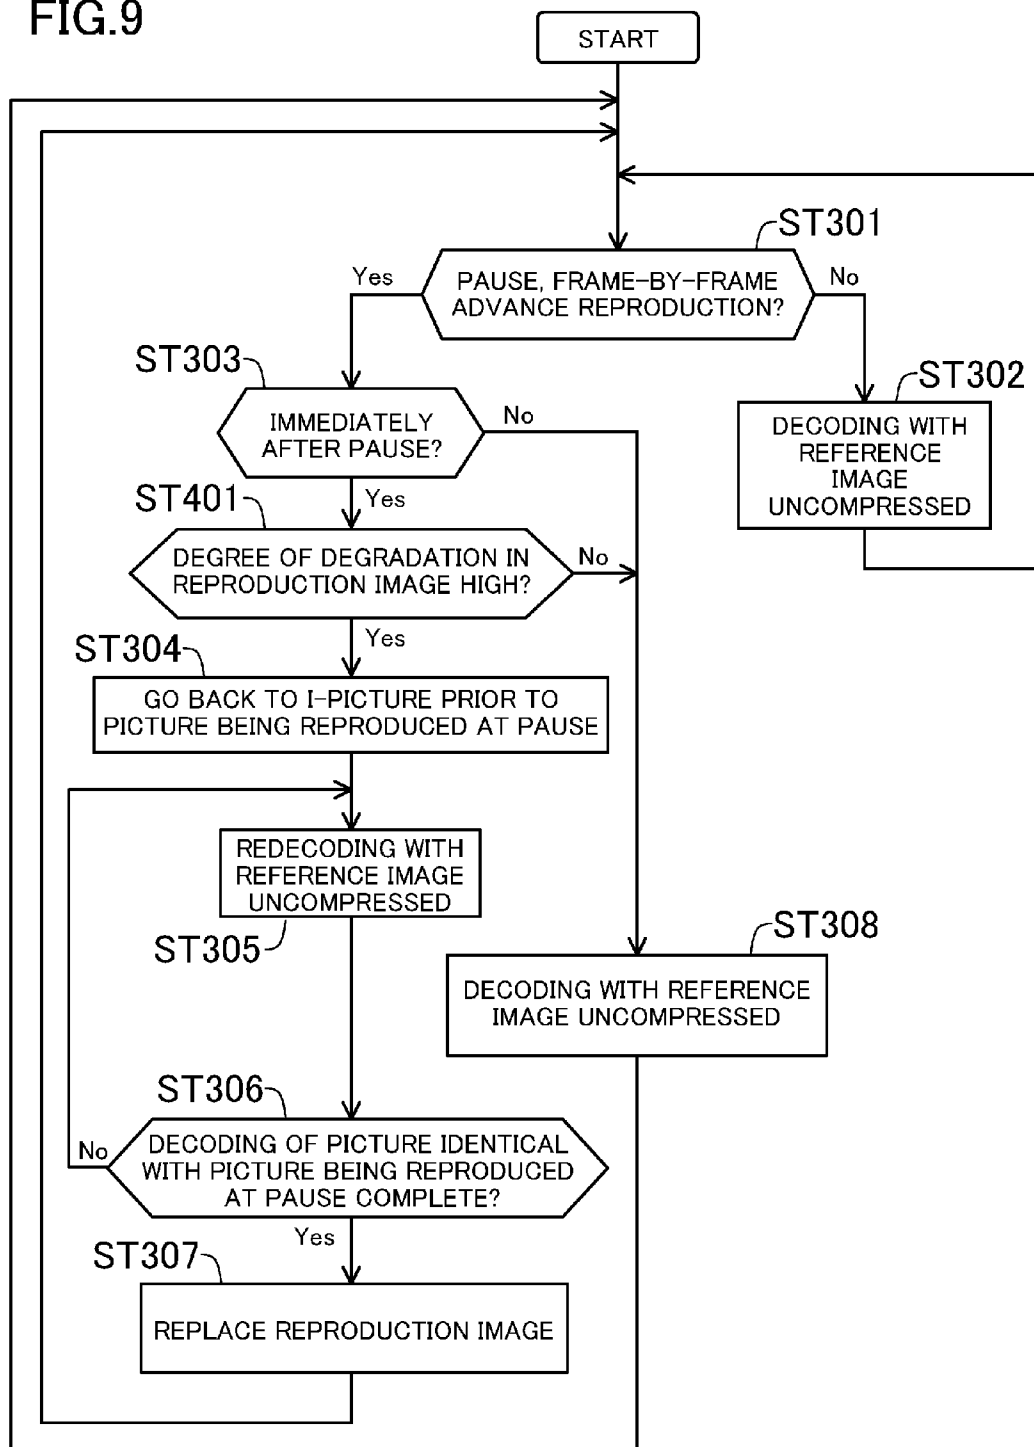 FIG.9
START
ST301
PAUSE, FRAME-BY-FRAME
ADVANCE REPRODUCTION?
Yes
No
ST303
IMMEDIATELY
AFTER PAUSE?
No
Yes
ST302
DECODING WITH
REFERENCE
IMAGE
UNCOMPRESSED
ST401
DEGREE OF DEGRADATION IN
REPRODUCTION IMAGE HIGH?
No
Yes
ST304
GO BACK TO I-PICTURE PRIOR TO
PICTURE BEING REPRODUCED AT PAUSE
REDECODING WITH
REFERENCE IMAGE
UNCOMPRESSED
ST305
ST308
DECODING WITH REFERENCE
IMAGE UNCOMPRESSED
ST306
DECODING OF PICTURE IDENTICAL
WITH PICTURE BEING REPRODUCED
AT PAUSE COMPLETE?
No
Yes
ST307
REPLACE REPRODUCTION IMAGE